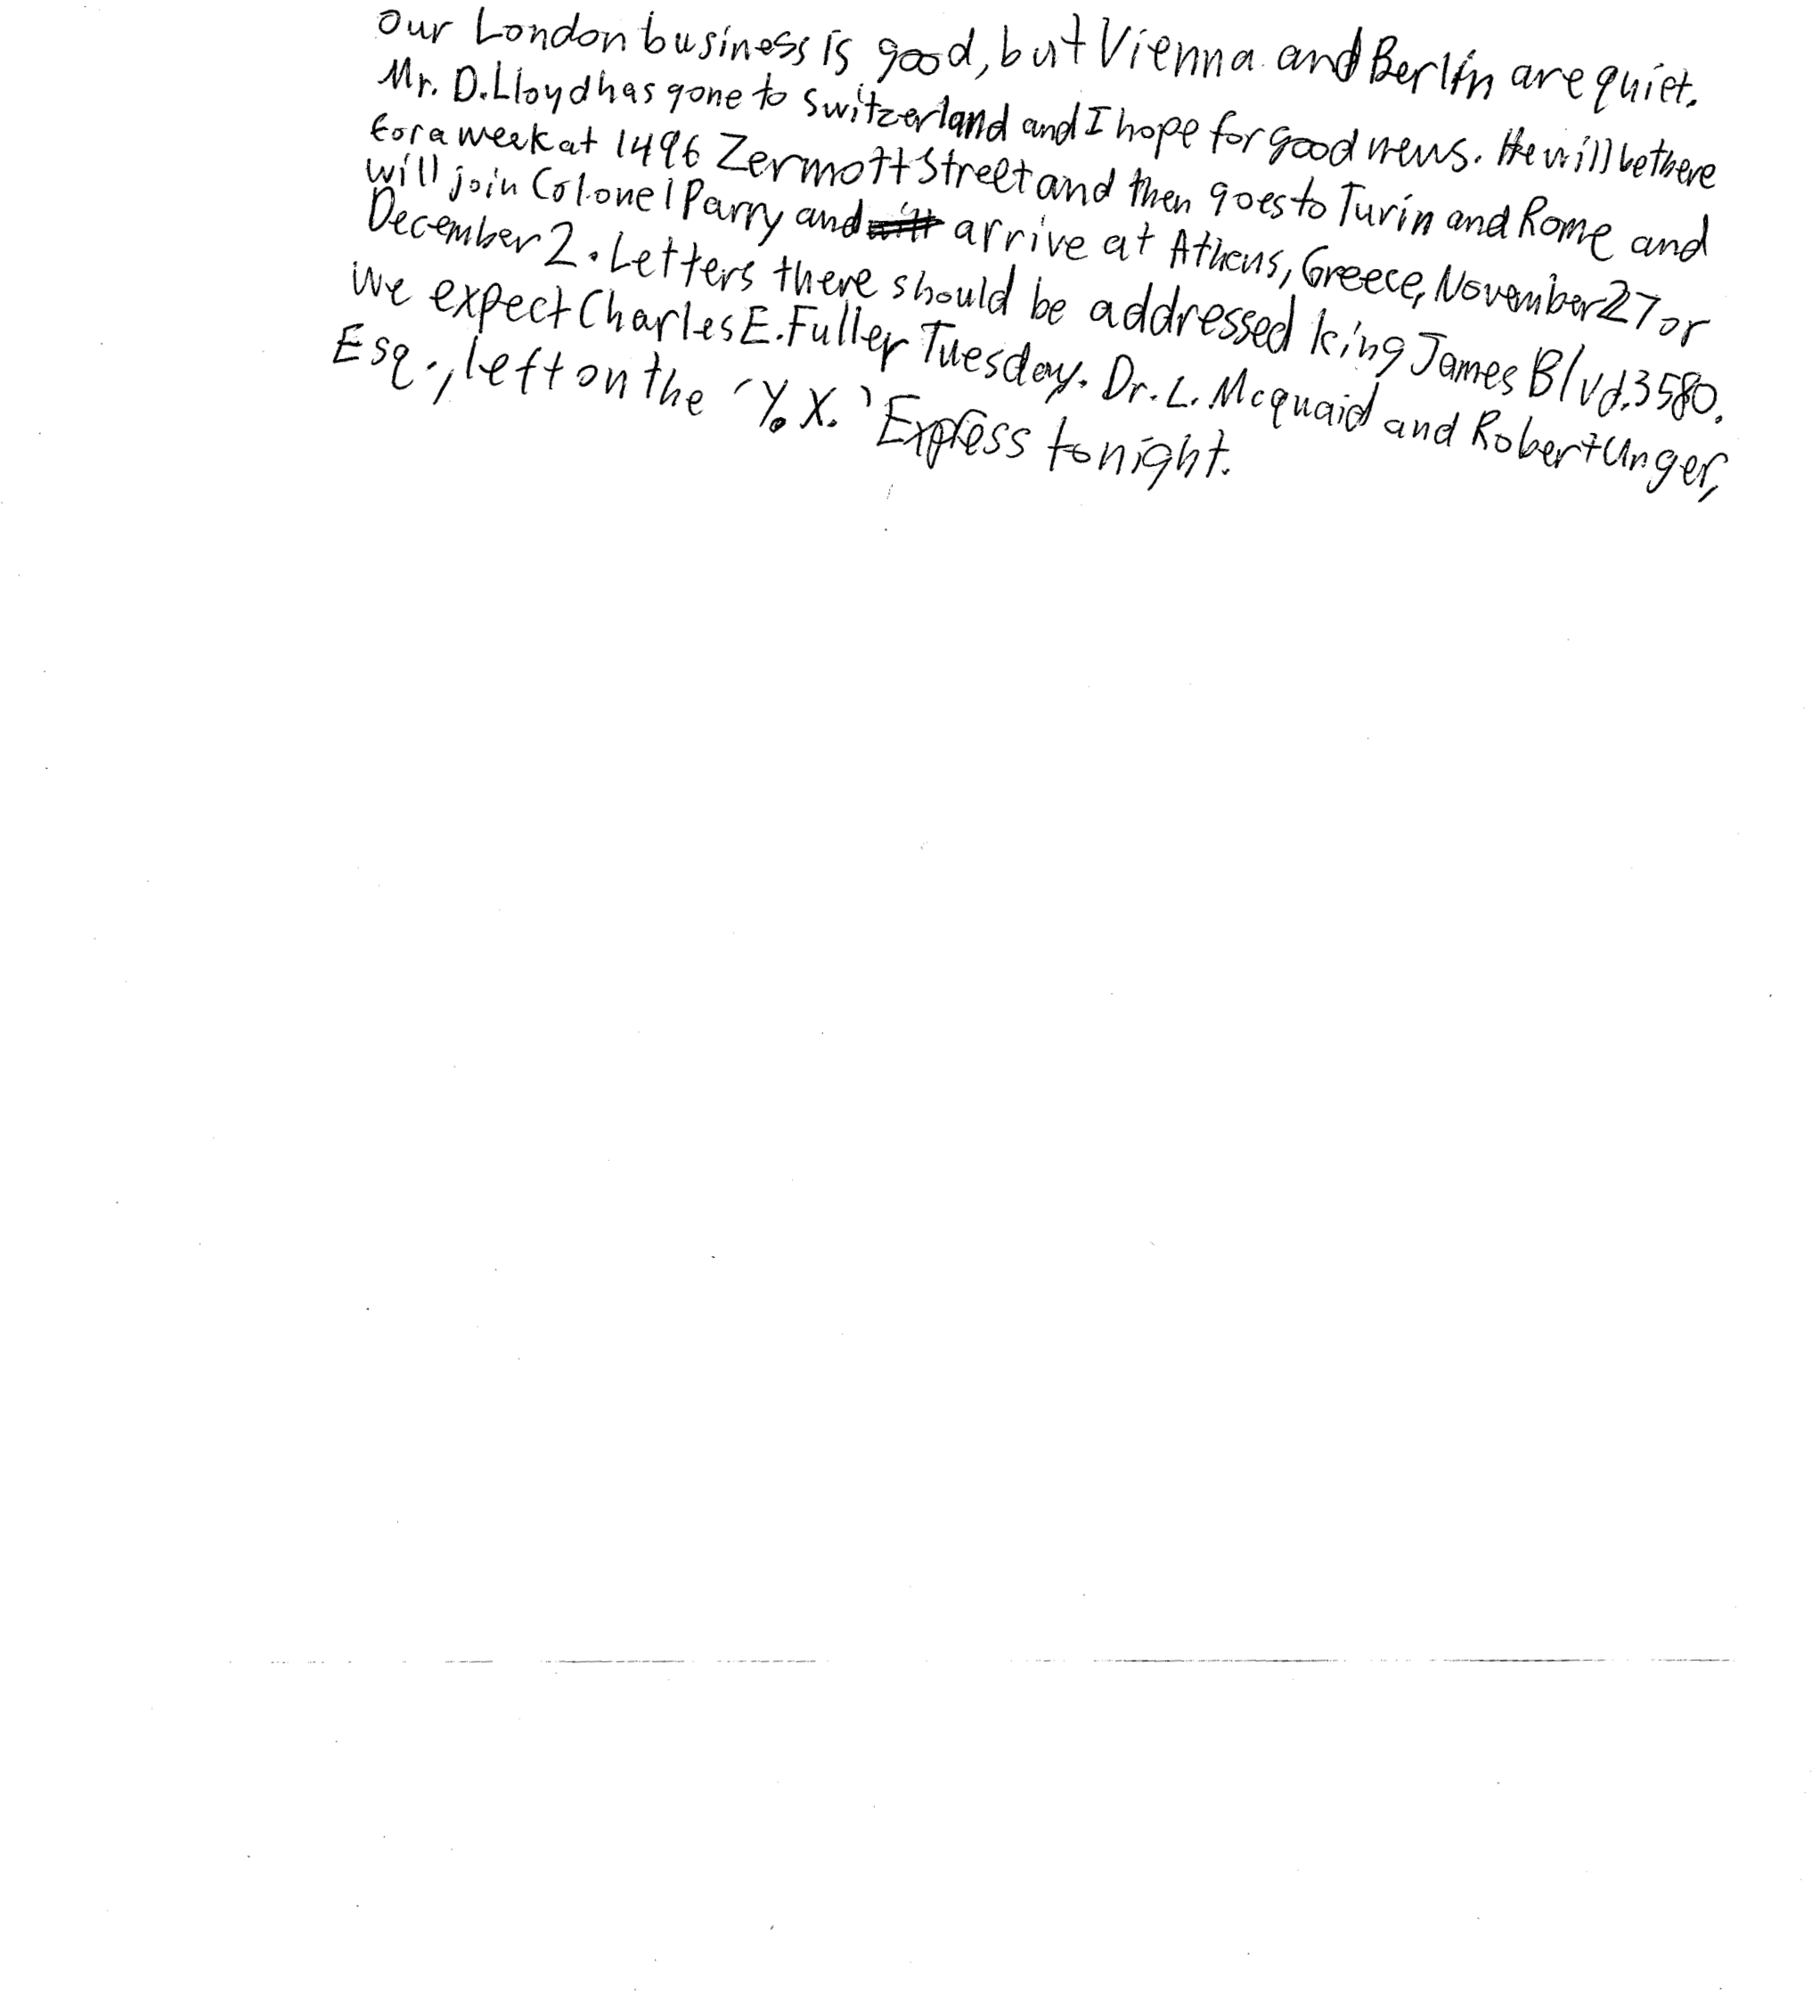 Our London business is good, but Vienna and Berlin are quiet.
Mr. D. Lloyd has gone to Switzerland and I hope for good news. He will be there
for a week at 1496 Zermott Street and then goes to Turin and Rome and
will join Colonel Parry and arrive at Athens, Greece, November 27 or
December 2. Letters there should be addressed king James Blvd. 3580.
We expect Charles E. Fuller Tuesday. Dr. L. Mcquaid and Robert Unger,
Esq., left on the 'Y. X.' Express tonight.